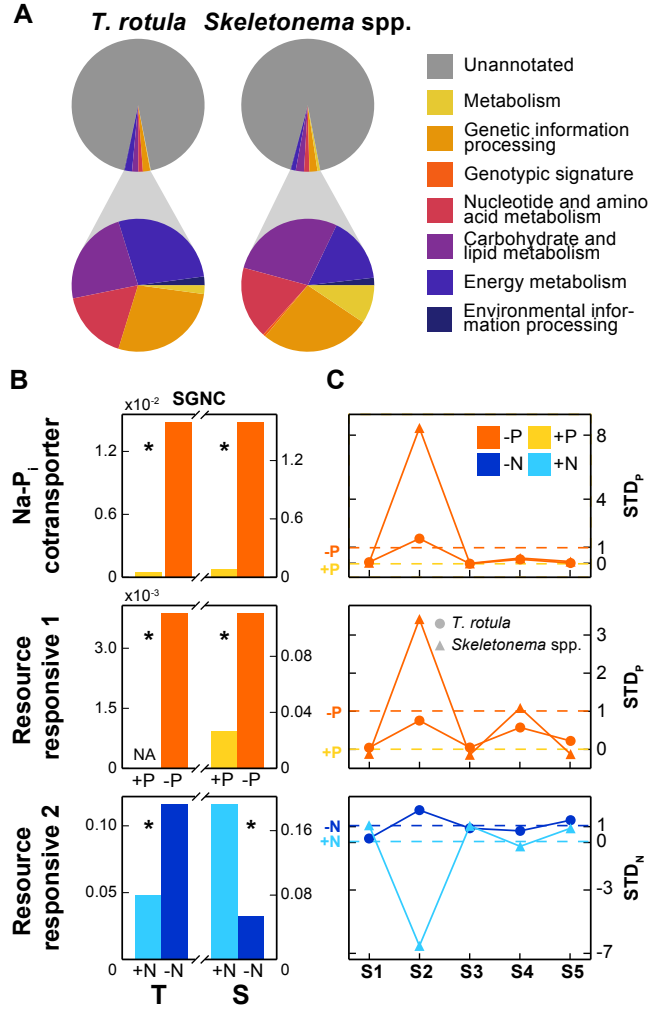 A
T. rotula Skeletonema spp.
Unannotated
Metabolism
Genetic information
processing
Genotypic signature
Nucleotide and amino
acid metabolism
Carbohydrate and
lipid metabolism
Energy metabolism
Environmental infor-
mation processing
B
C
x10-2
SGNC
Na-Pi
cotransporter
1.2
0.6
0
*
*
1.2
0.6
0
-P
+P
-N
+N
8
4
1
0
STDP
-P
+P
x10-3
Resource
responsive 1
3.0
1.5
0
*
*
NA
+P -P
+P -P
0.08
0.04
0
T. rotula
Skeletonema spp.
3
2
1
0
STDP
-P
+P
Resource
responsive 2
0.10
0.05
0
*
*
0.16
0.08
0
+N -N
+N -N
T
S
-N
+N
1
0
-3
-7
STDN
S1 S2 S3 S4 S5